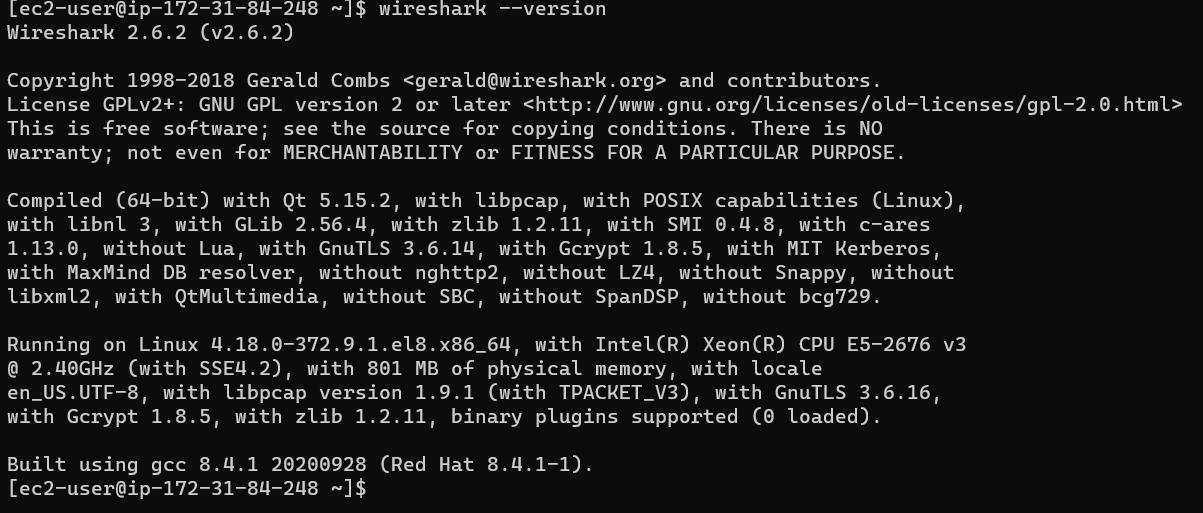 [ec2-user@ip-172-31-84-248 ~]$ wireshark --version
Wireshark 2.6.2 (v2.6.2)
Copyright 1998-2018 Gerald Combs <gerald@wireshark.org> and contributors.
License GPLv2+: GNU GPL version 2 or later <http://www.gnu.org/licenses/old-licenses/gpl-2.0.html>
This is free software; see the source for copying conditions. There is NO
warranty; not even for MERCHANTABILITY or FITNESS FOR A PARTICULAR PURPOSE.
Compiled (64-bit) with Qt 5.15.2, with libpcap, with POSIX capabilities (Linux),
with libnl 3, with GLib 2.56.4, with zlib 1.2.11, with SMI 0.4.8, with c-ares
1.13.0, without Lua, with GnuTLS 3.6.14, with Gcrypt 1.8.5, with MIT Kerberos,
with MaxMind DB resolver, without nghttp2, without LZ4, without Snappy, without
libxml2, with QtMultimedia, without SBC, without SpanDSP, without bcg729.
Running on Linux 4.18.0-372.9.1.el8.x86_64, with Intel(R) Xeon(R) CPU E5-2676 v3
@ 2.40GHz (with SSE4.2), with 801 MB of physical memory, with locale
en_US.UTF-8, with libpcap version 1.9.1 (with TPACKET_V3), with GnuTLS 3.6.16,
with Gcrypt 1.8.5, with zlib 1.2.11, binary plugins supported (0 loaded).
Built using gcc 8.4.1 20200928 (Red Hat 8.4.1-1).
[ec2-user@ip-172-31-84-248 ~]$